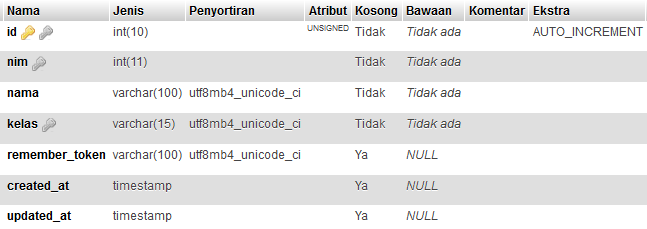 Nama Jenis Penyortiran Atribut Kosong Bawaan Komentar Ekstra
id int(10) UNSIGNED Tidak Tidak ada AUTO_INCREMENT
nim int(11) Tidak Tidak ada
nama varchar(100) utf8mb4_unicode_ci Tidak Tidak ada
kelas varchar(15) utf8mb4_unicode_ci Tidak Tidak ada
remember_token varchar(100) utf8mb4_unicode_ci Ya NULL
created_at timestamp Ya NULL
updated_at timestamp Ya NULL